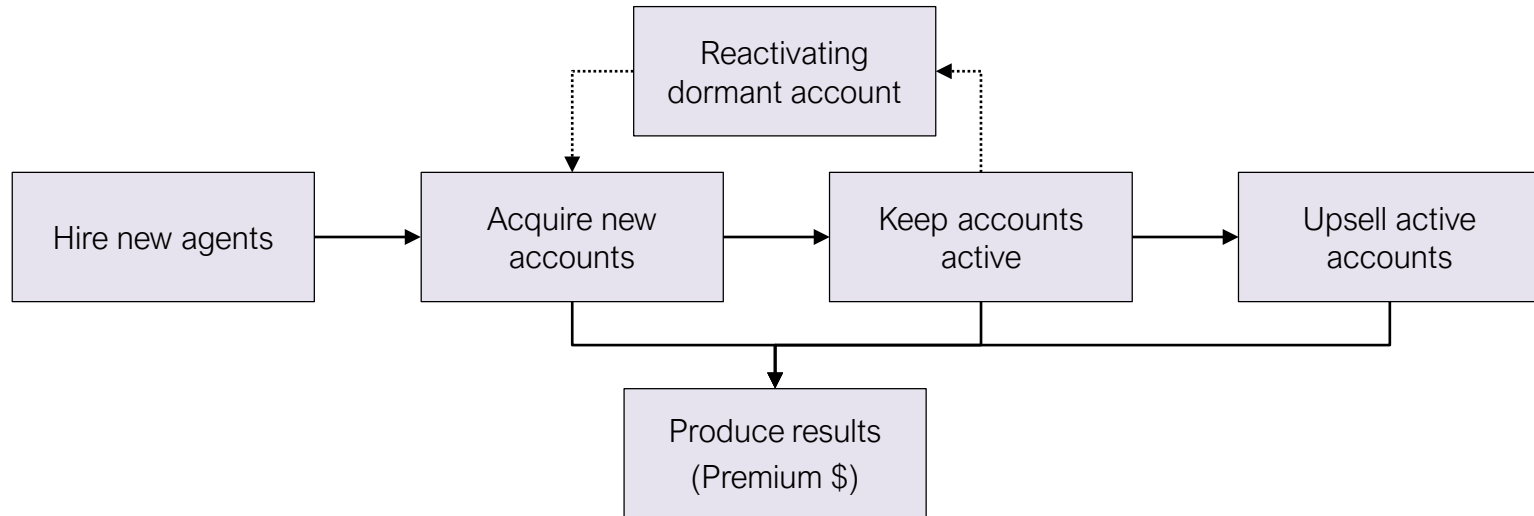 Reactivating
dormant account
Hire new agents
Acquire new
accounts
Keep accounts
active
Upsell active
accounts
Produce results
(Premium $)